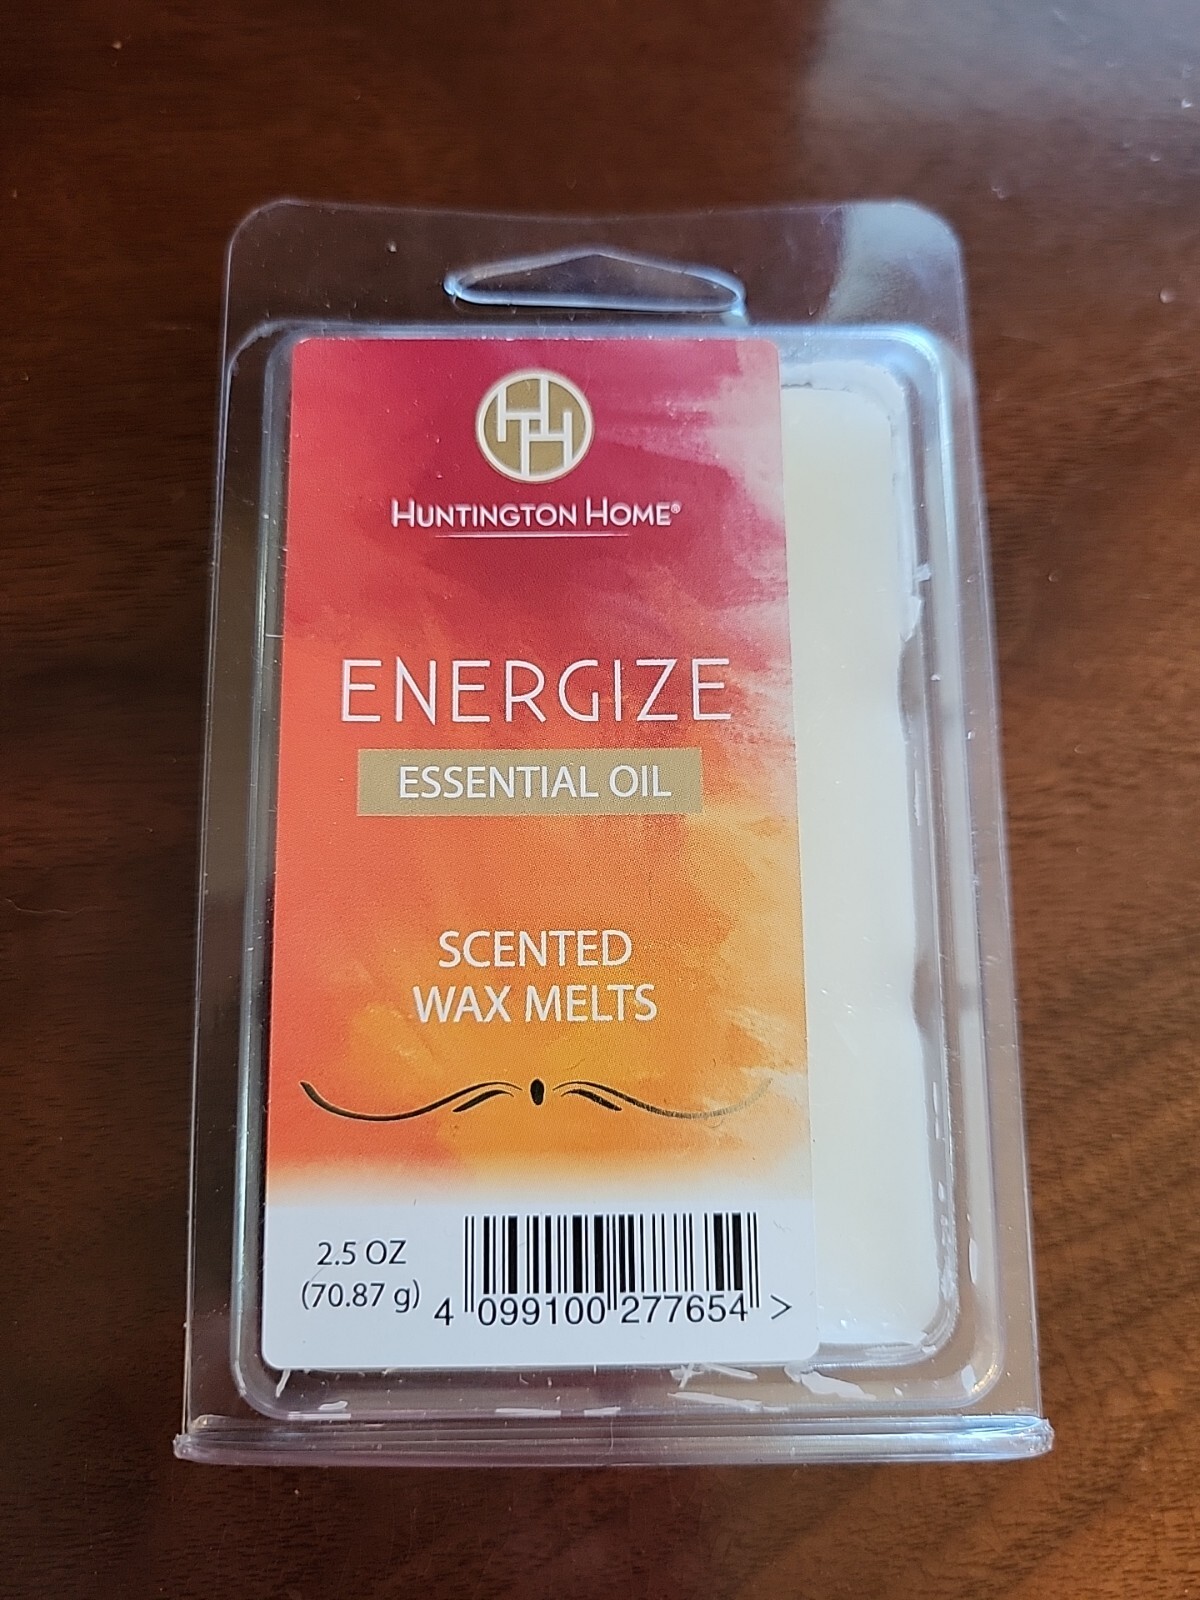 HUNTINGTON HOME®
ENERGIZE
ESSENTIAL OIL
SCENTED
WAX MELTS
2.5 OZ
(70.87 g)
4 099100 277654 >